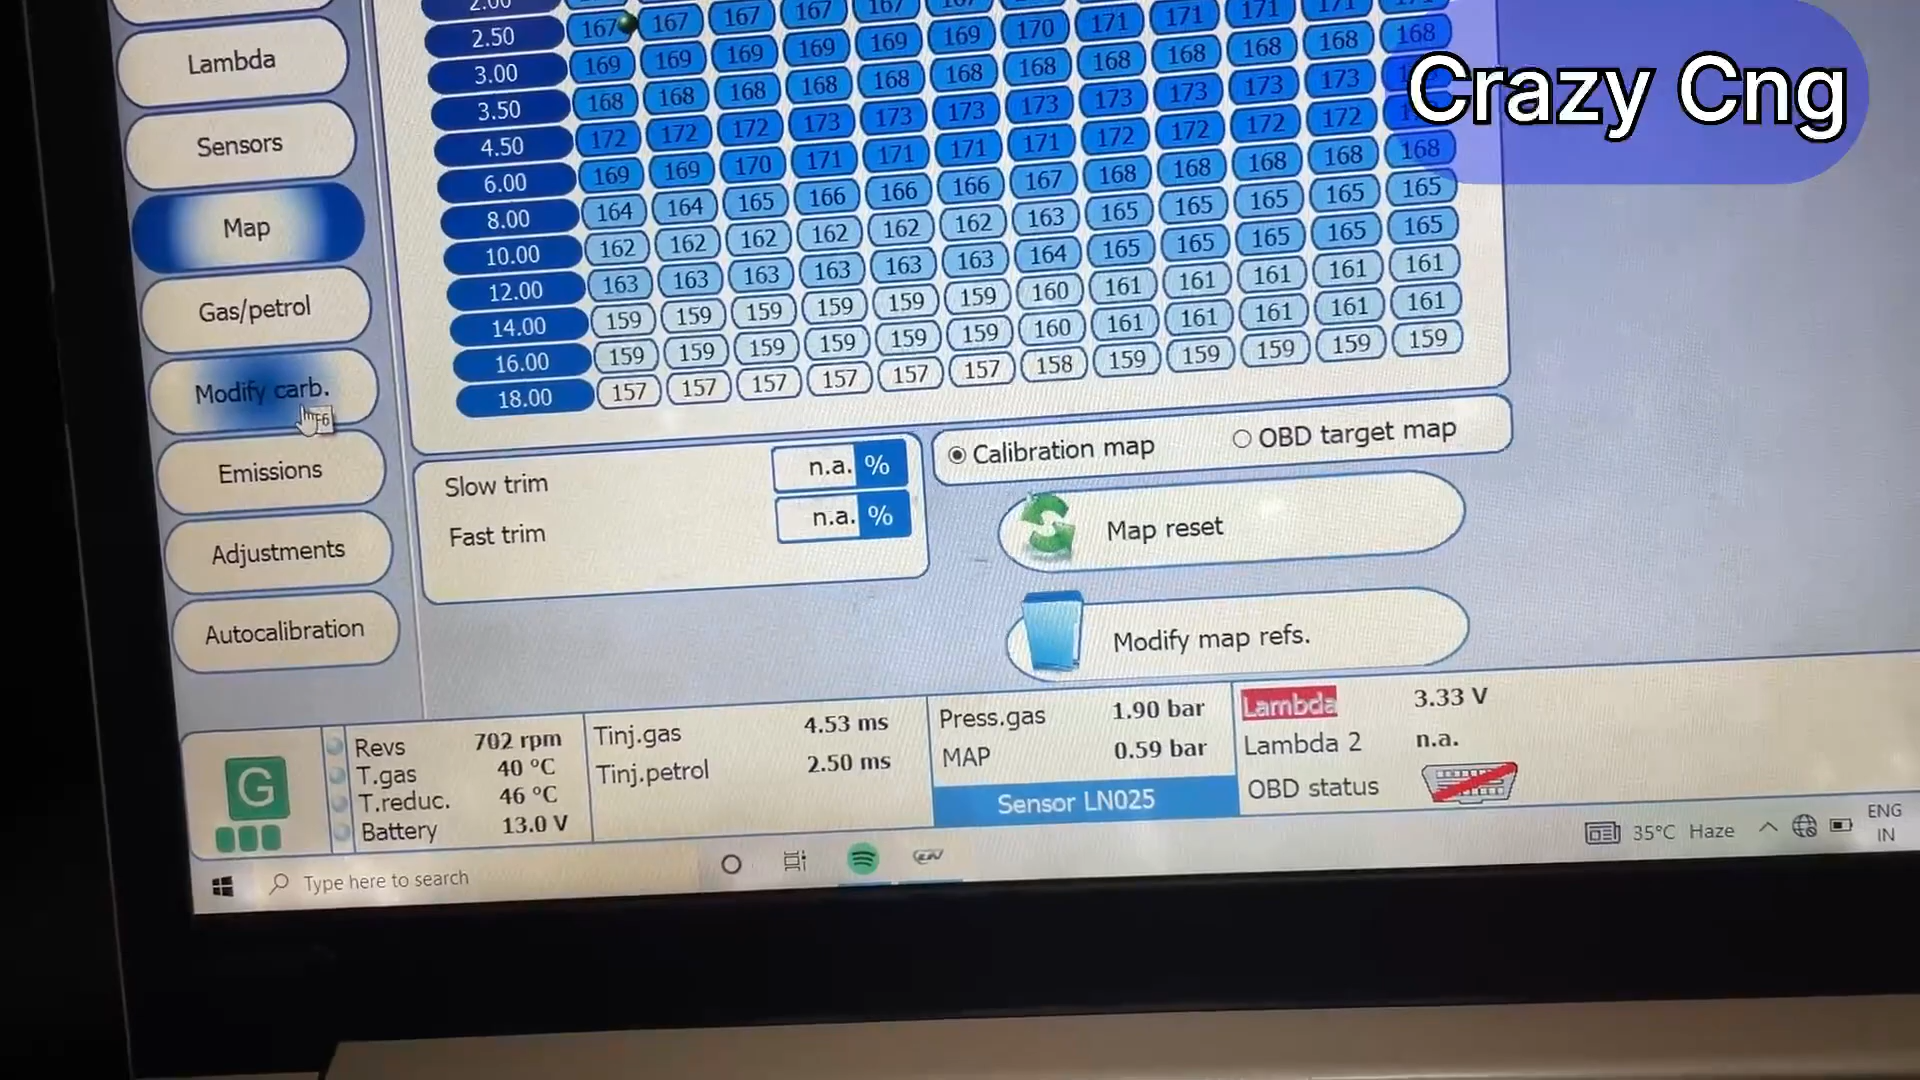 2.00
2.50 167 167 167 167 167 167 171 171 171 171 171
3.00 169 169 169 169 169 169 170 171 171 171 171 168
3.50 168 168 168 168 168 168 168 168 168 168 168
4.50 172 172 172 173 173 173 173 173 173 173 173
6.00 169 169 170 171 171 171 171 172 172 172 172 168
8.00 164 164 165 166 166 166 167 168 168 168 168 165
10.00 162 162 162 162 162 162 163 165 165 165 165 165
12.00 163 163 163 163 163 163 164 165 165 165 165 161
14.00 159 159 159 159 159 159 160 161 161 161 161 161
16.00 159 159 159 159 159 159 160 161 161 161 161 159
18.00 157 157 157 157 157 157 158 159 159 159 159
Crazy Cng
Lambda
Sensors
Map
Gas/petrol
Modify carb.
F6
Emissions
Adjustments
Autocalibration
Slow trim n.a. %
Fast trim n.a. %
Calibration map OBD target map
Map reset
Modify map refs.
G
Revs 702 rpm
T.gas 40 °C
T.reduc. 46 °C
Battery 13.0 V
Tinj.gas 4.53 ms
Tinj.petrol 2.50 ms
Press.gas 1.90 bar
MAP 0.59 bar
Sensor LN025
Lambda 3.33 V
Lambda 2 n.a.
OBD status
Type here to search
35°C Haze
ENG
IN